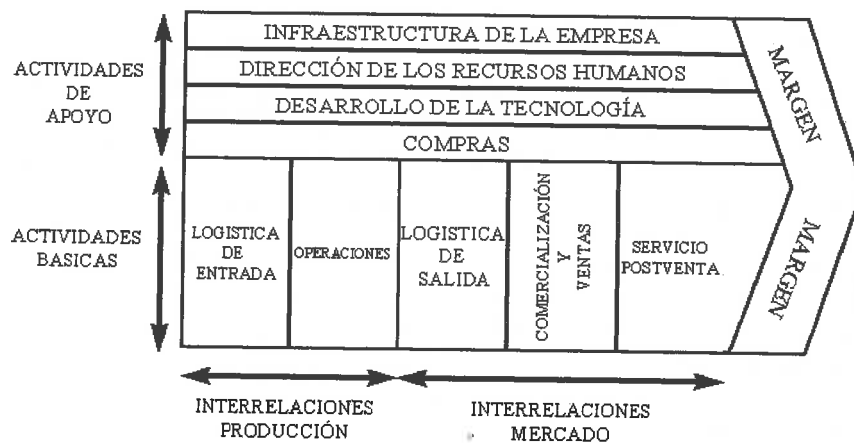 INFRAESTRUCTURA DE LA EMPRESA
DIRECCIÓN DE LOS RECURSOS HUMANOS
DESARROLLO DE LA TECNOLOGÍA
COMPRAS
ACTIVIDADES
DE
APOYO
MARGEN
ACTIVIDADES
BASICAS
LOGISTICA
DE
ENTRADA
OPERACIONES
LOGISTICA
DE
SALIDA
COMERCIALIZACIÓN
Y
VENTAS
SERVICIO
POSTVENTA
MARGEN
INTERRELACIONES
PRODUCCIÓN
INTERRELACIONES
MERCADO